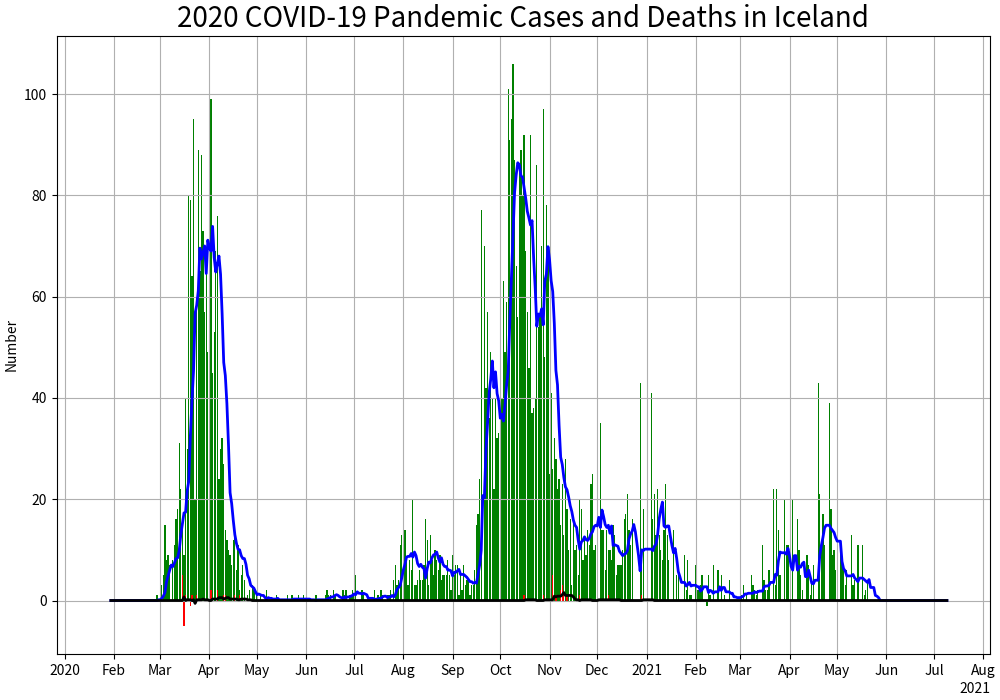 2020 COVID-19 Pandemic Cases and Deaths in Iceland
Number
100
80
60
40
20
0
2020 Feb Mar Apr May Jun Jul Aug Sep Oct Nov Dec 2021 Feb Mar Apr May Jun Jul Aug
2021